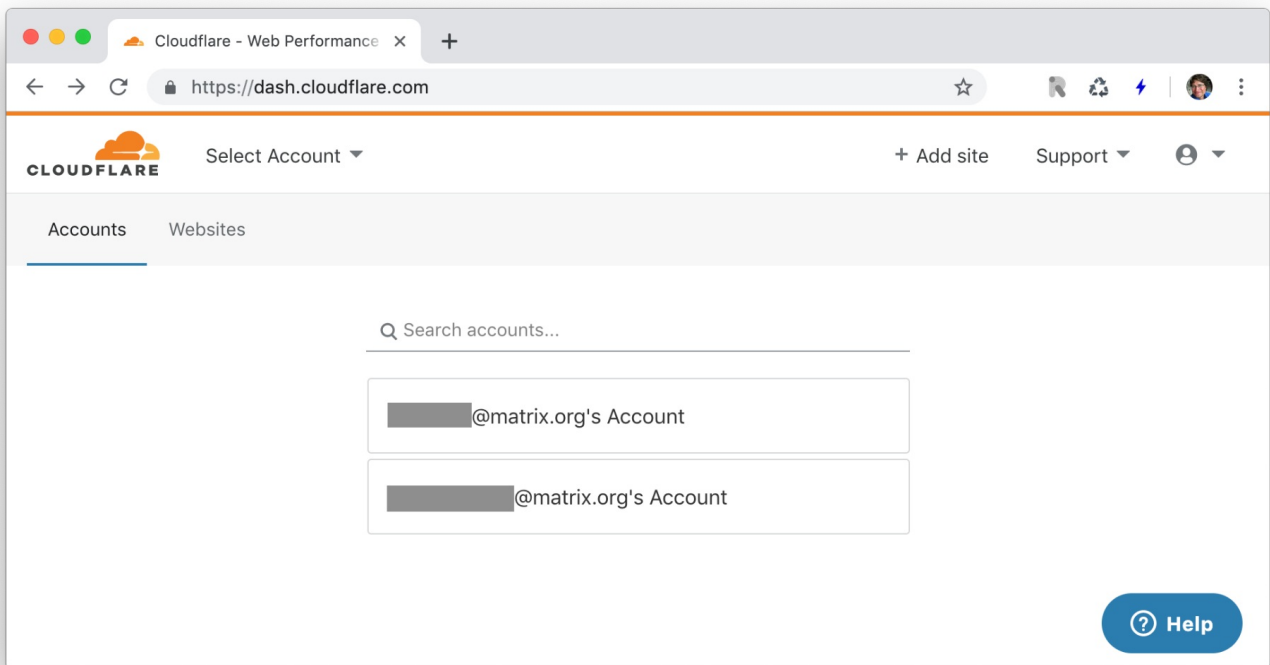 Cloudflare - Web Performance
https://dash.cloudflare.com
CLOUDFLARE
Select Account
+ Add site
Support
Accounts
Websites
Search accounts...
@matrix.org's Account
@matrix.org's Account
Help